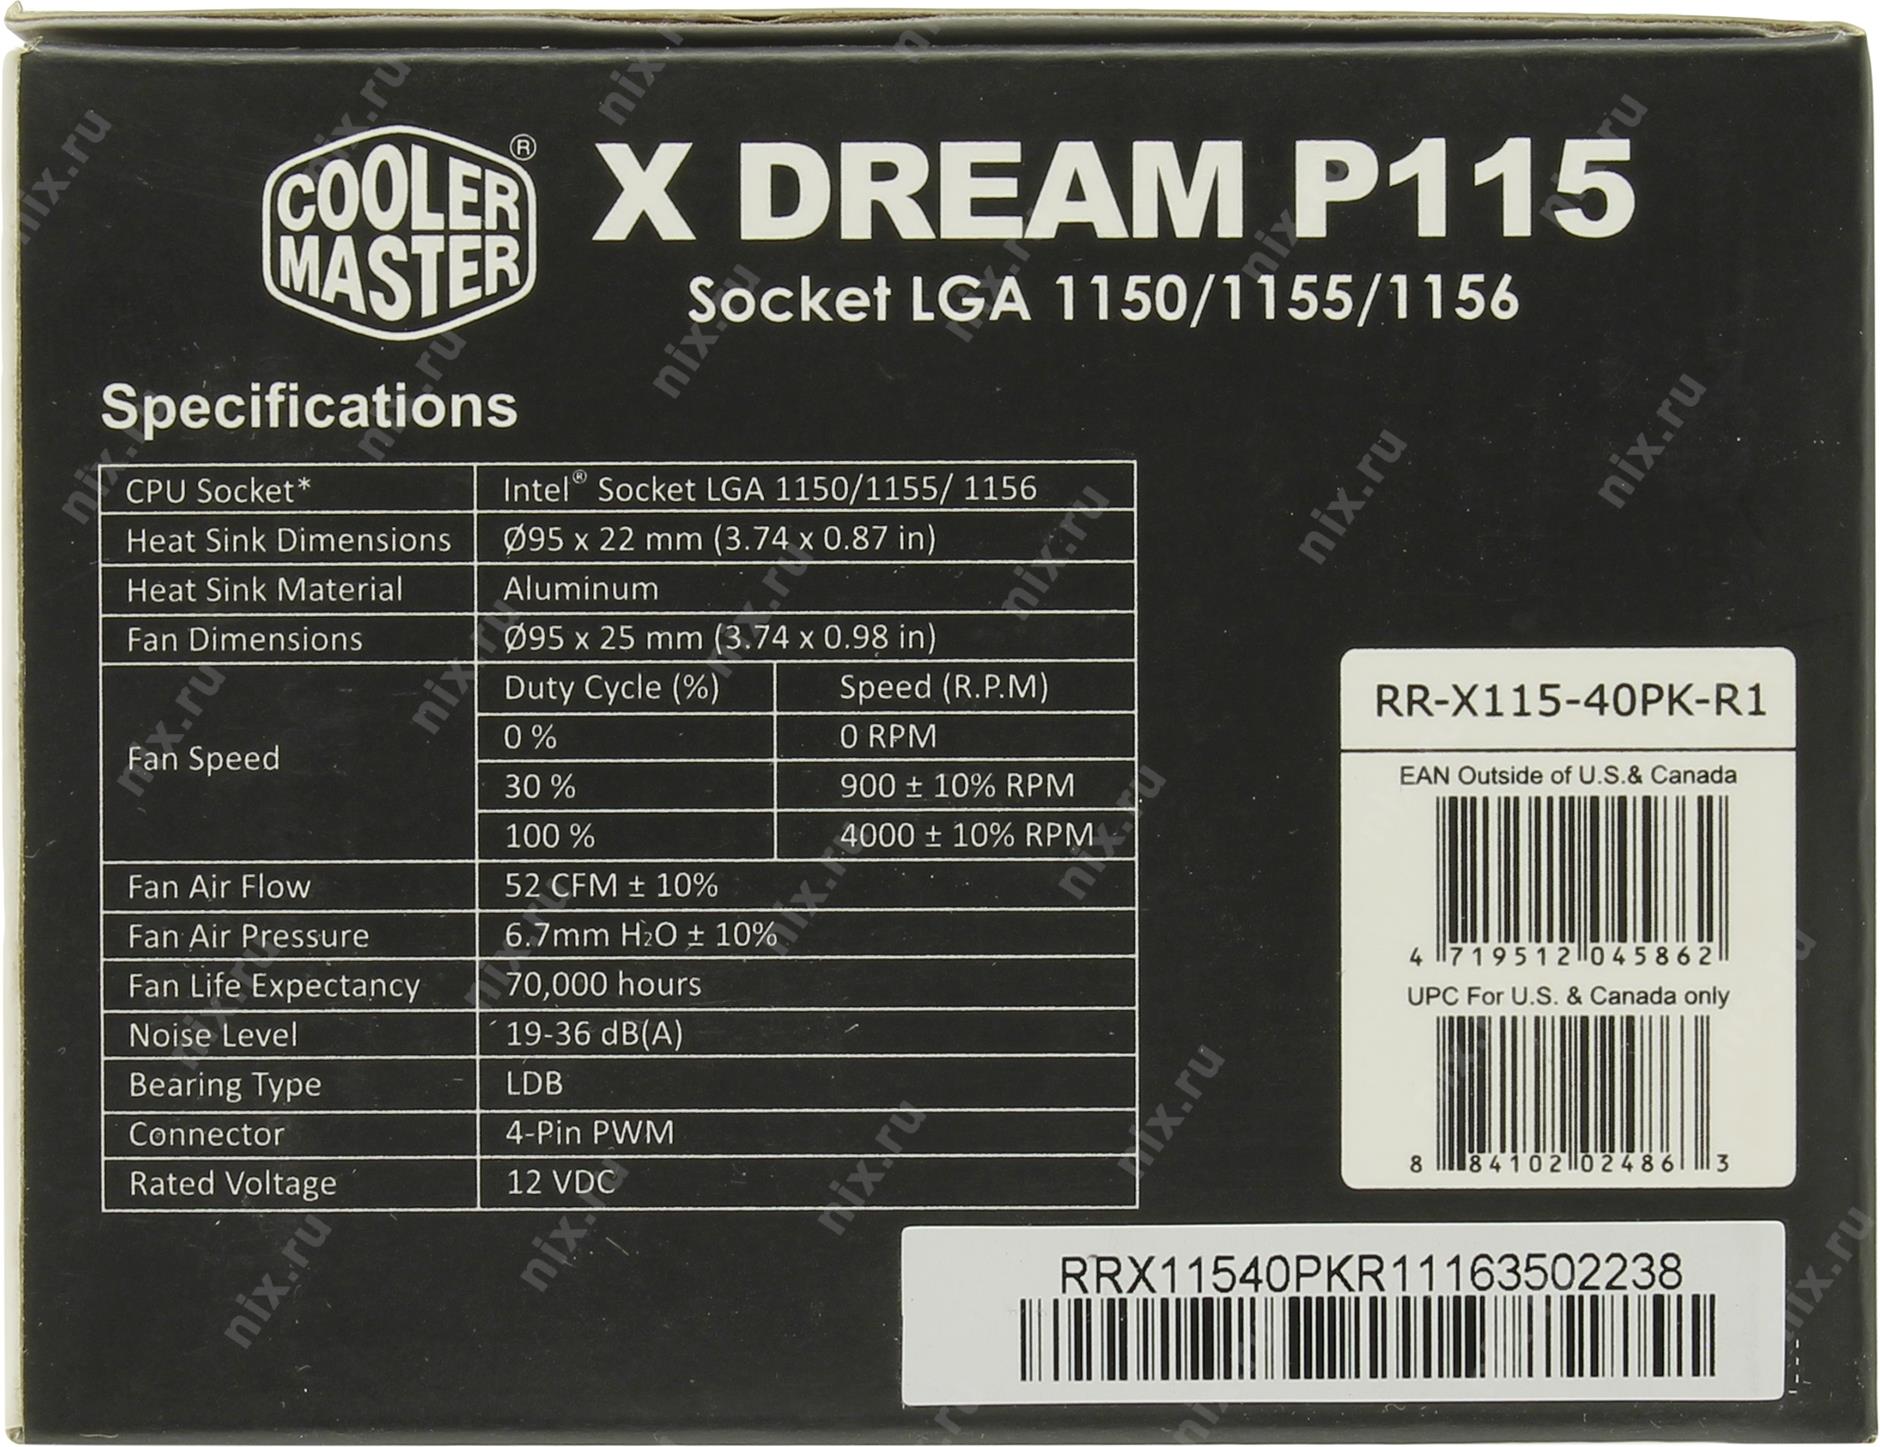 COOLER
MASTER
®
X DREAM P115
Socket LGA 1150/1155/1156
Specifications
CPU Socket* Intel® Socket LGA 1150/1155/ 1156
Heat Sink Dimensions Ø95 x 22 mm (3.74 x 0.87 in)
Heat Sink Material Aluminum
Fan Dimensions Ø95 x 25 mm (3.74 x 0.98 in)
Fan Speed
Duty Cycle (%) Speed (R.P.M)
0 % 0 RPM
30 % 900 ± 10% RPM
100 % 4000 ± 10% RPM
Fan Air Flow 52 CFM ± 10%
Fan Air Pressure 6.7mm H₂O ± 10%
Fan Life Expectancy 70,000 hours
Noise Level 19-36 dB(A)
Bearing Type LDB
Connector 4-Pin PWM
Rated Voltage 12 VDC
RR-X115-40PK-R1
EAN Outside of U.S.& Canada
4 719512 045862
UPC For U.S. & Canada only
8 84102 02486 3
RRX11540PKR11163502238
nix.ru